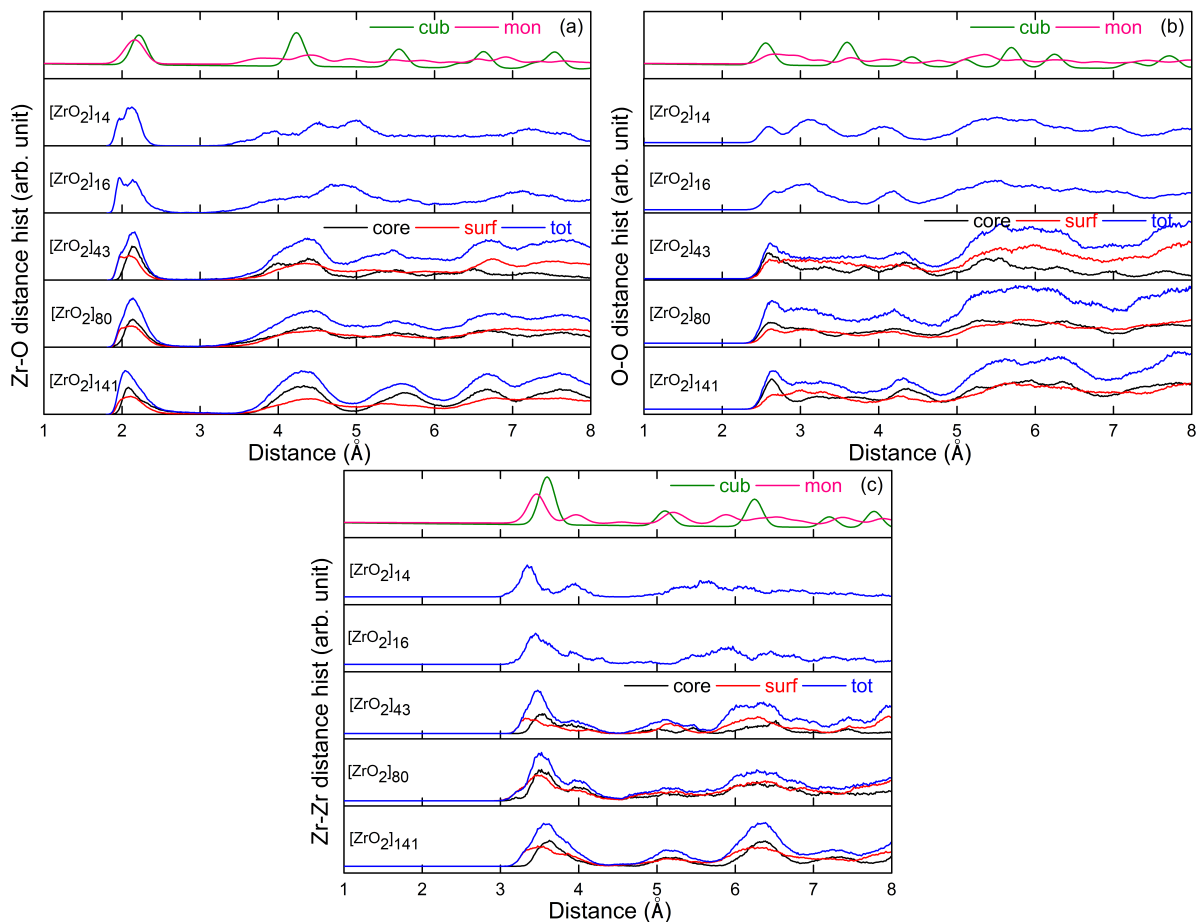 cub mon (a)
[ZrO2]14
[ZrO2]16
core surf tot
[ZrO2]43
[ZrO2]80
[ZrO2]141
Zr-O distance hist (arb. unit)
1 2 3 4 5 6 7 8
Distance (Å)
cub mon (b)
[ZrO2]14
[ZrO2]16
core surf tot
[ZrO2]43
[ZrO2]80
[ZrO2]141
O-O distance hist (arb. unit)
1 2 3 4 5 6 7 8
Distance (Å)
cub mon (c)
[ZrO2]14
[ZrO2]16
core surf tot
[ZrO2]43
[ZrO2]80
[ZrO2]141
Zr-Zr distance hist (arb. unit)
1 2 3 4 5 6 7 8
Distance (Å)